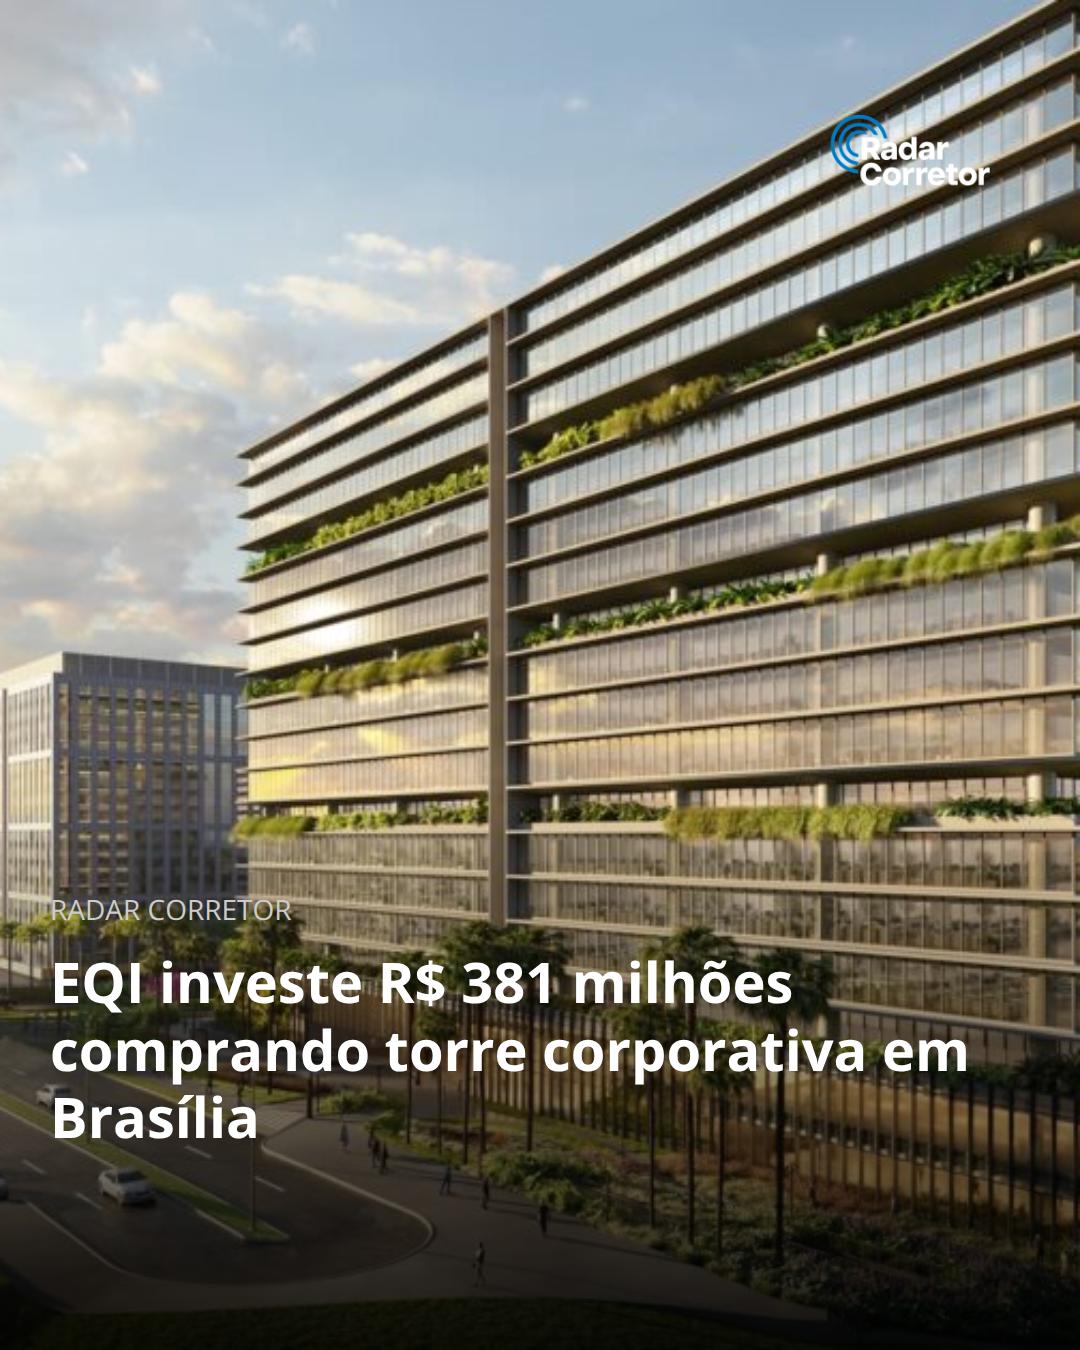 Radar
Corretor
RADAR CORRETOR
EQI investe R$ 381 milhões
comprando torre corporativa em
Brasília